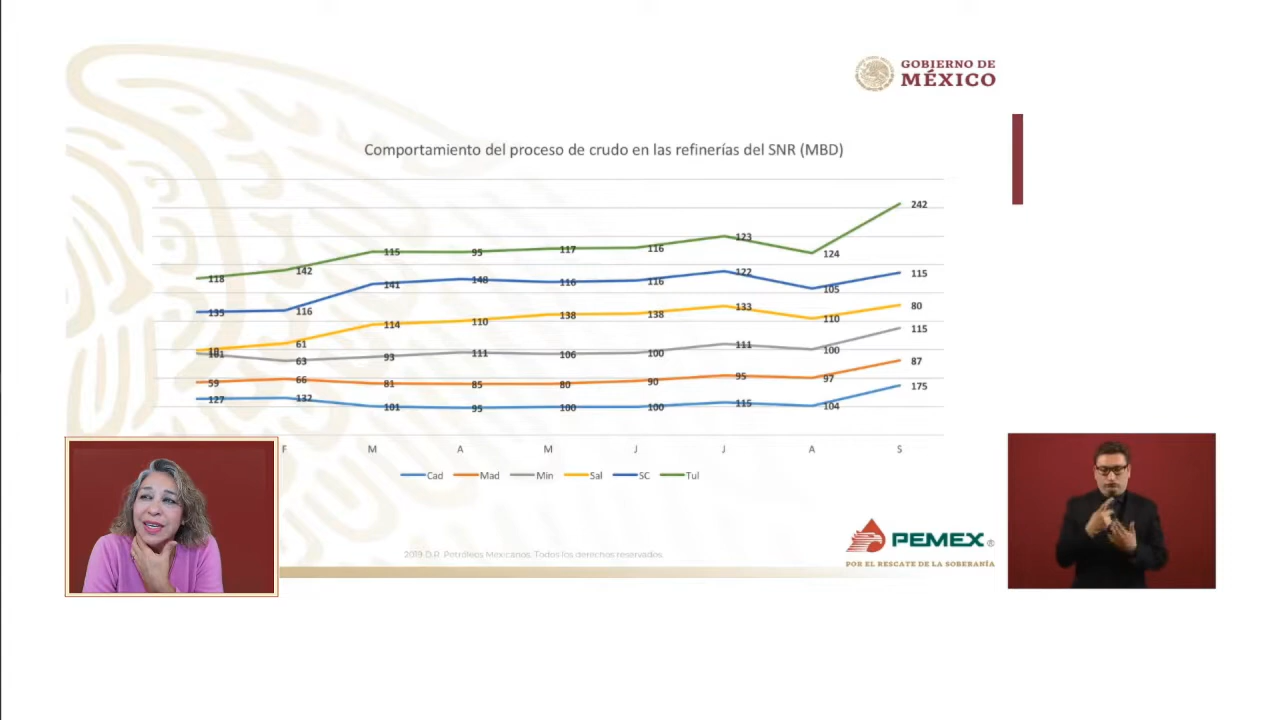 GOBIERNO DE
MÉXICO
Comportamiento del proceso de crudo en las refinerías del SNR (MBD)
242
118 142 115 95 117 116 123 124
135 116 141 148 116 116 122 105 115
61 114 110 138 138 133 110 80
101 63 93 111 106 100 111 100 115
59 66 81 85 80 90 95 97 87
127 132 101 95 100 100 115 104 175
F M A M J J A S
Cad Mad Min Sal SC Tul
PEMEX®
2019 D.R. Petróleos Mexicanos. Todos los derechos reservados.
POR EL RESCATE DE LA SOBERANÍA